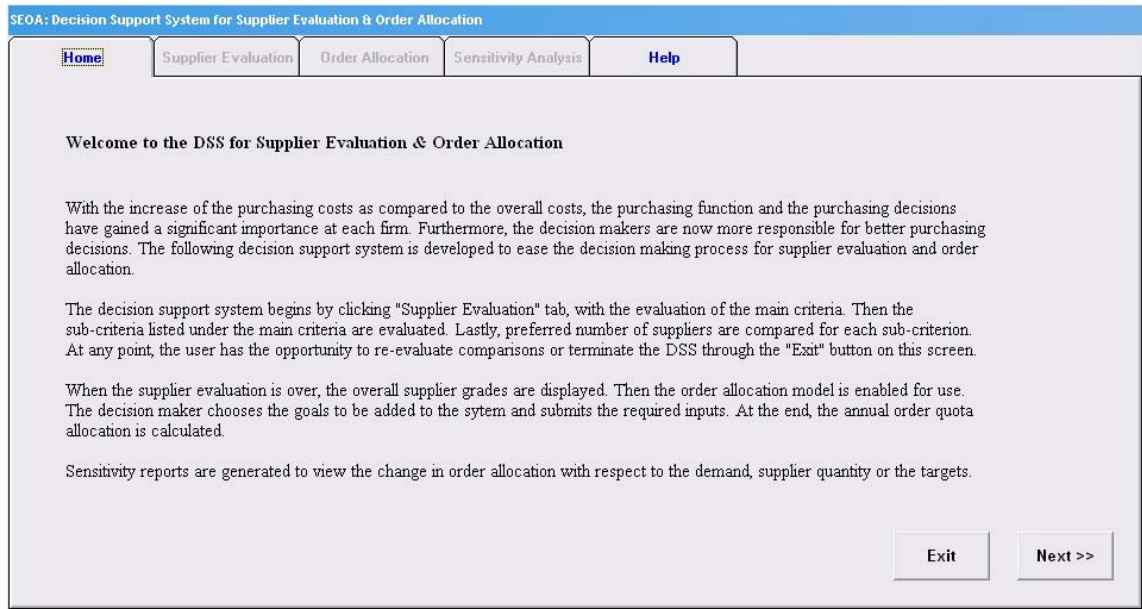 SEOA: Decision Support System for Supplier Evaluation & Order Allocation
Home Supplier Evaluation Order Allocation Sensitivity Analysis Help
Welcome to the DSS for Supplier Evaluation & Order Allocation
With the increase of the purchasing costs as compared to the overall costs, the purchasing function and the purchasing decisions
have gained a significant importance at each firm. Furthermore, the decision makers are now more responsible for better purchasing
decisions. The following decision support system is developed to ease the decision making process for supplier evaluation and order
allocation.
The decision support system begins by clicking "Supplier Evaluation" tab, with the evaluation of the main criteria. Then the
sub-criteria listed under the main criteria are evaluated. Lastly, preferred number of suppliers are compared for each sub-criterion.
At any point, the user has the opportunity to re-evaluate comparisons or terminate the DSS through the "Exit" button on this screen.
When the supplier evaluation is over, the overall supplier grades are displayed. Then the order allocation model is enabled for use.
The decision maker chooses the goals to be added to the sytem and submits the required inputs. At the end, the annual order quota
allocation is calculated.
Sensitivity reports are generated to view the change in order allocation with respect to the demand, supplier quantity or the targets.
Exit Next >>